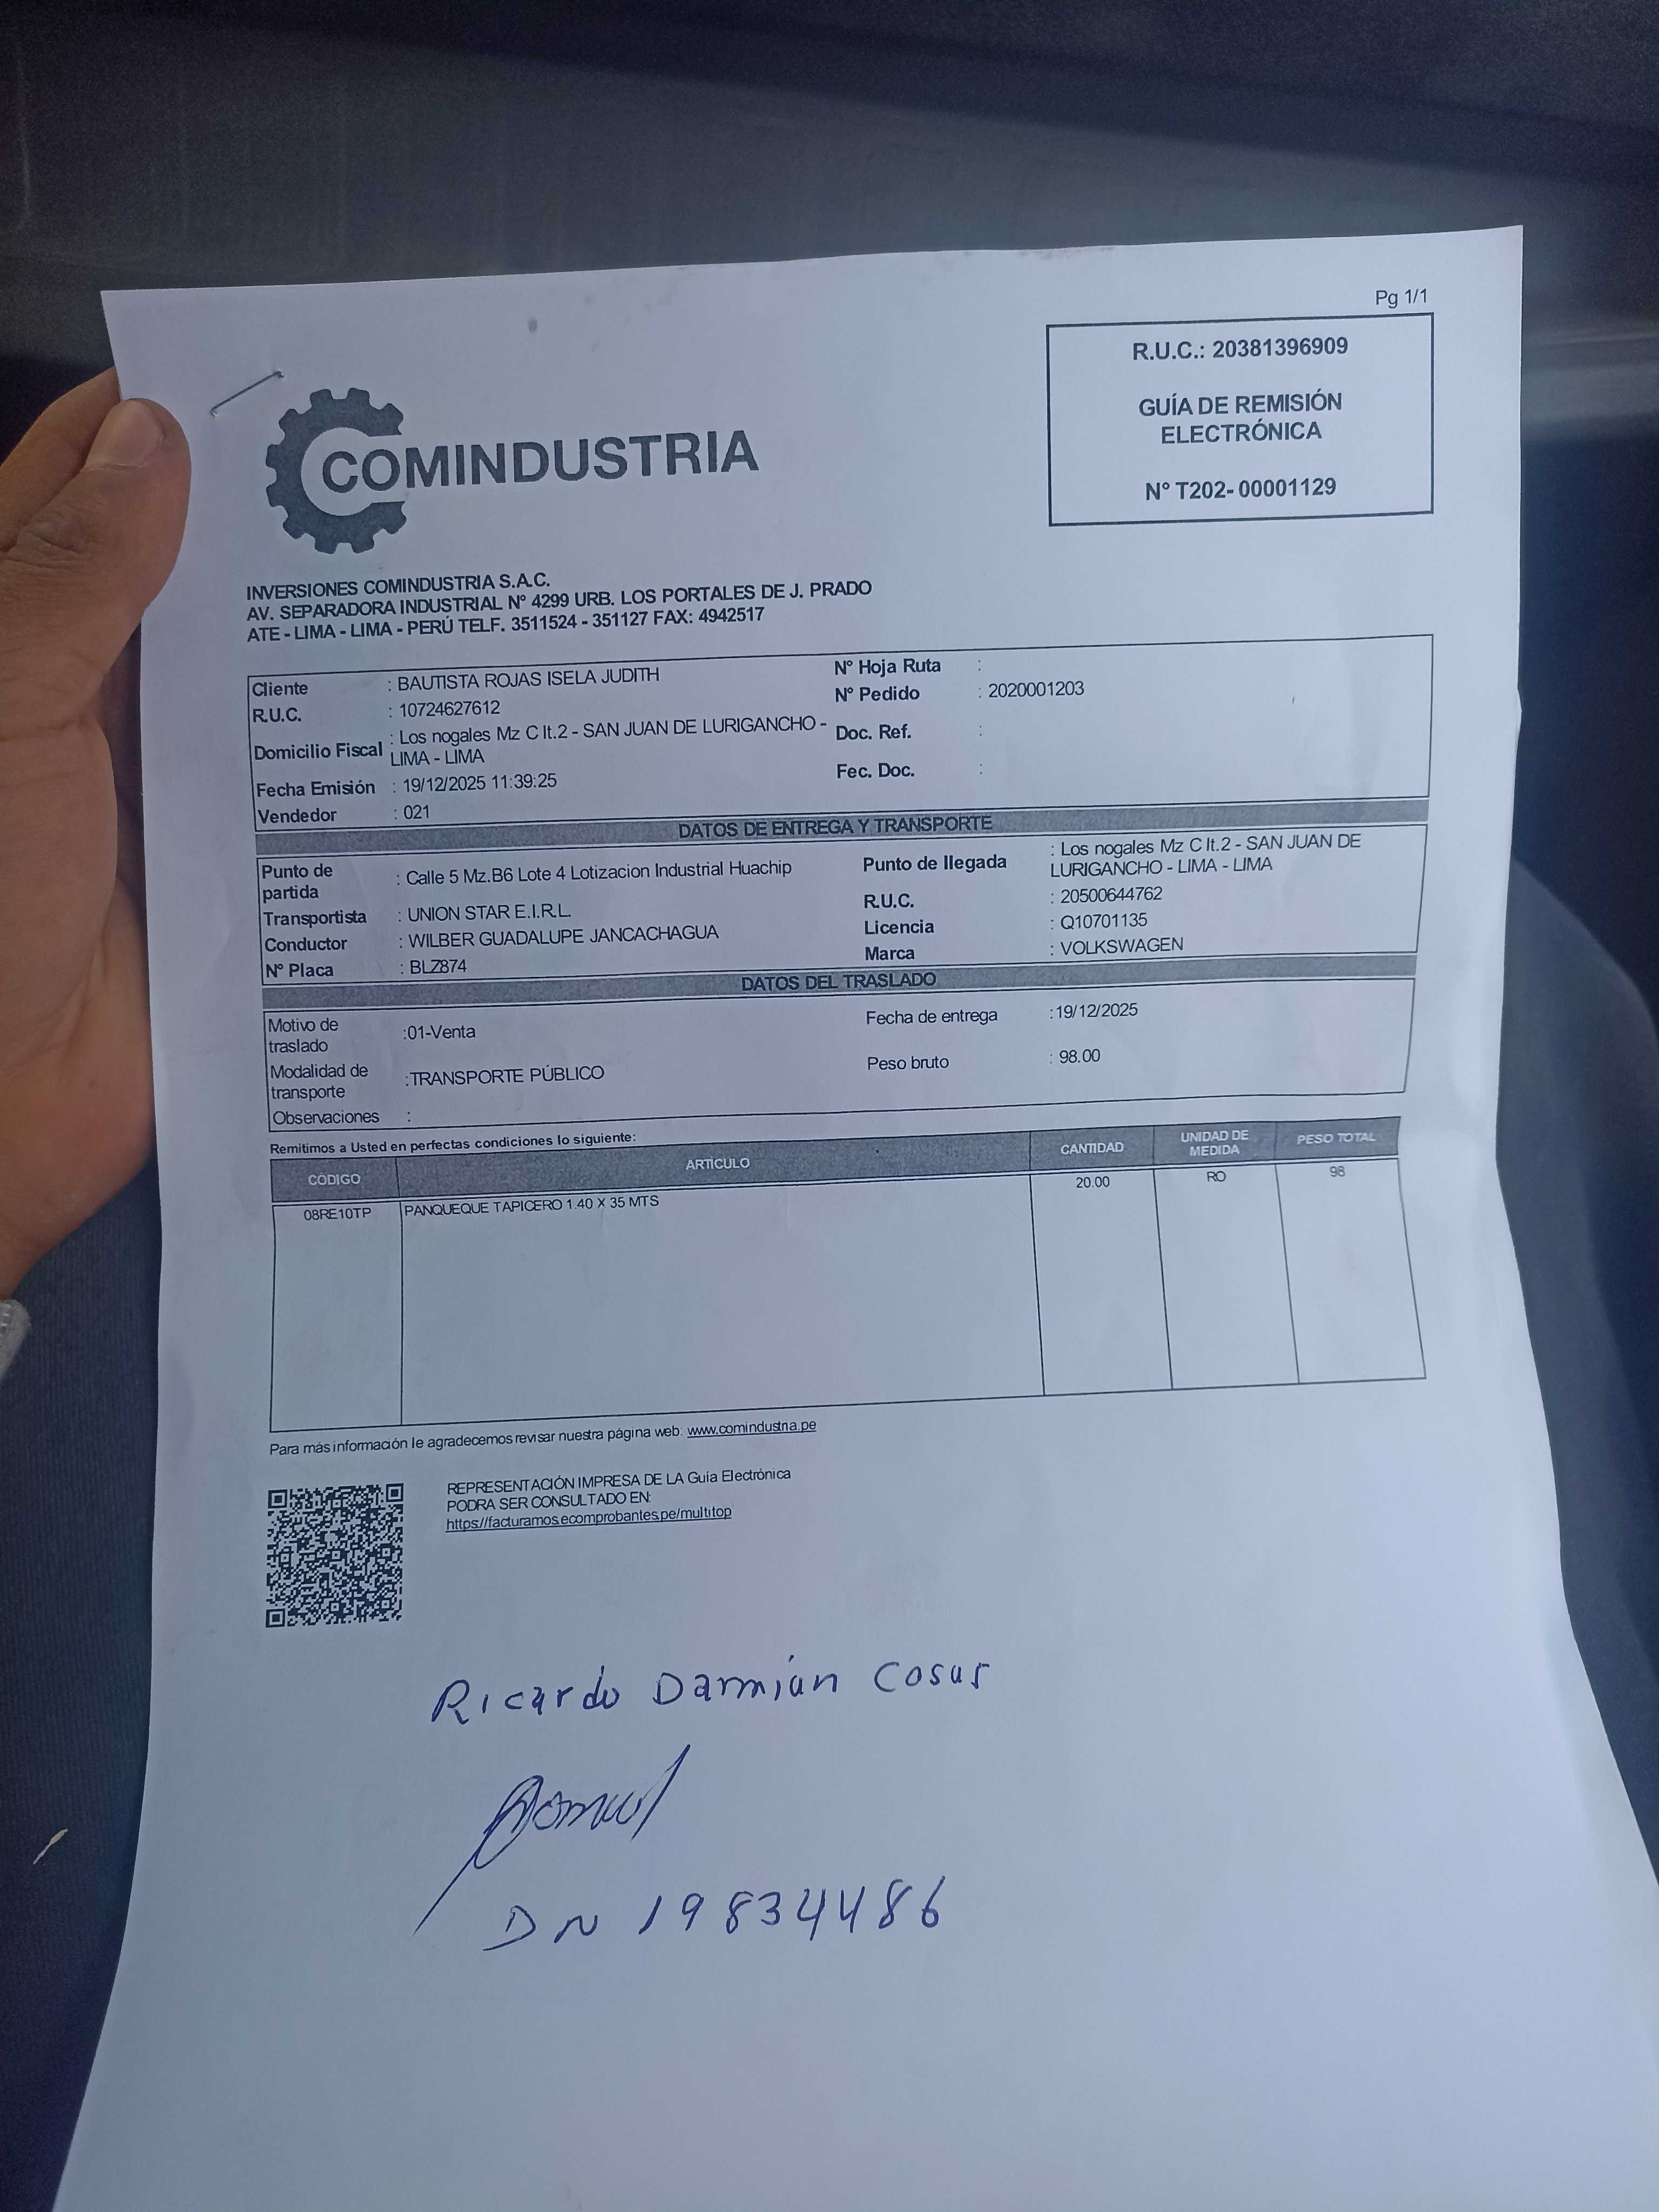 Pg 1/1
R.U.C.: 20381396909
GUÍA DE REMISIÓN
ELECTRÓNICA
N° T202- 00001129
COMINDUSTRIA
INVERSIONES COMINDUSTRIA S.A.C.
AV. SEPARADORA INDUSTRIAL N° 4299 URB. LOS PORTALES DE J. PRADO
ATE - LIMA - LIMA - PERÚ TELF. 3511524 - 351127 FAX: 4942517
Cliente : BAUTISTA ROJAS ISELA JUDITH
R.U.C. : 10724627612
Domicilio Fiscal : Los nogales Mz C lt.2 - SAN JUAN DE LURIGANCHO -
LIMA - LIMA
Fecha Emisión : 19/12/2025 11:39:25
Vendedor : 021
N° Hoja Ruta :
N° Pedido : 2020001203
Doc. Ref. :
Fec. Doc. :
DATOS DE ENTREGA Y TRANSPORTE
Punto de
partida : Calle 5 Mz.B6 Lote 4 Lotizacion Industrial Huachip
Transportista : UNION STAR E.I.R.L.
Conductor : WILBER GUADALUPE JANCACHAGUA
N° Placa : BLZ874
Punto de llegada : Los nogales Mz C lt.2 - SAN JUAN DE
LURIGANCHO - LIMA - LIMA
R.U.C. : 20500644762
Licencia : Q10701135
Marca : VOLKSWAGEN
DATOS DEL TRASLADO
Motivo de
traslado :01-Venta
Modalidad de
transporte :TRANSPORTE PÚBLICO
Observaciones :
Fecha de entrega :19/12/2025
Peso bruto : 98.00
Remitimos a Usted en perfectas condiciones lo siguiente:
CÓDIGO ARTÍCULO CANTIDAD UNIDAD DE MEDIDA PESO TOTAL
08RE10TP PANQUEQUE TAPICERO 1.40 X 35 MTS 20.00 RO 98
Para más información le agradecemos revisar nuestra página web: www.comindustria.pe
REPRESENTACIÓN IMPRESA DE LA Guía Electrónica
PODRA SER CONSULTADO EN:
https://facturamos.ecomprobantes.pe/multitop
Ricardo Damián Cosus
DN 19834486